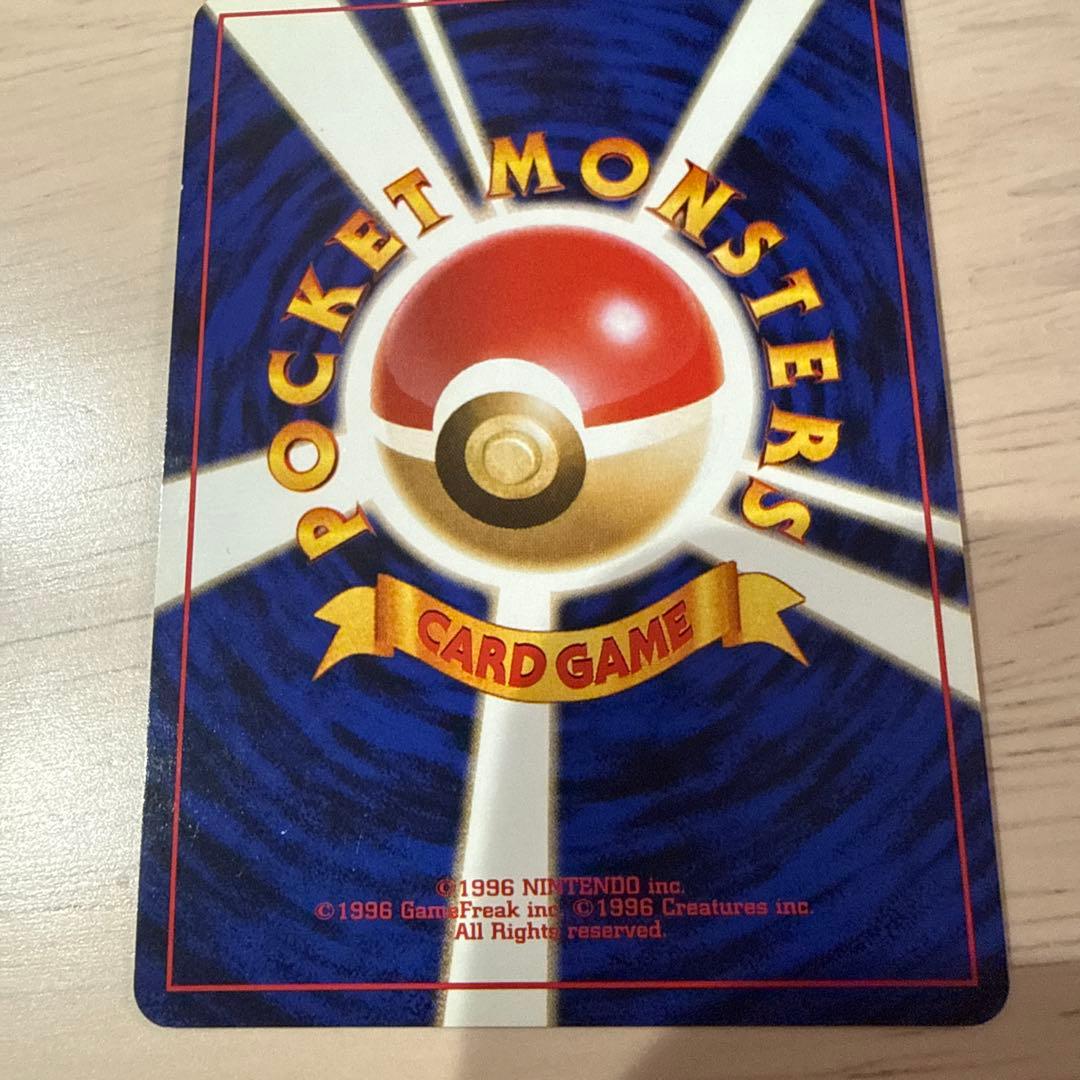 POCKET MONSTERS
CARD GAME
©1996 NINTENDO inc.
©1996 GameFreak inc. ©1996 Creatures inc.
All Rights reserved.